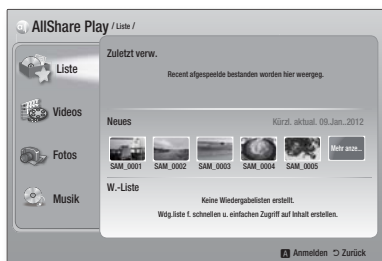 AllShare Play / Liste /
Liste
Videos
Fotos
Musik
Zuletzt verw.
Recent afgespeelde bestanden worden hier weergeg.
Neues
Kürzl. aktual. 09.Jan..2012
SAM_0001 SAM_0002 SAM_0003 SAM_0004 SAM_0005
Mehr anze...
W.-Liste
Keine Wiedergabelisten erstellt.
Wdg.liste f. schnellen u. einfachen Zugriff auf Inhalt erstellen.
A Anmelden Zurück